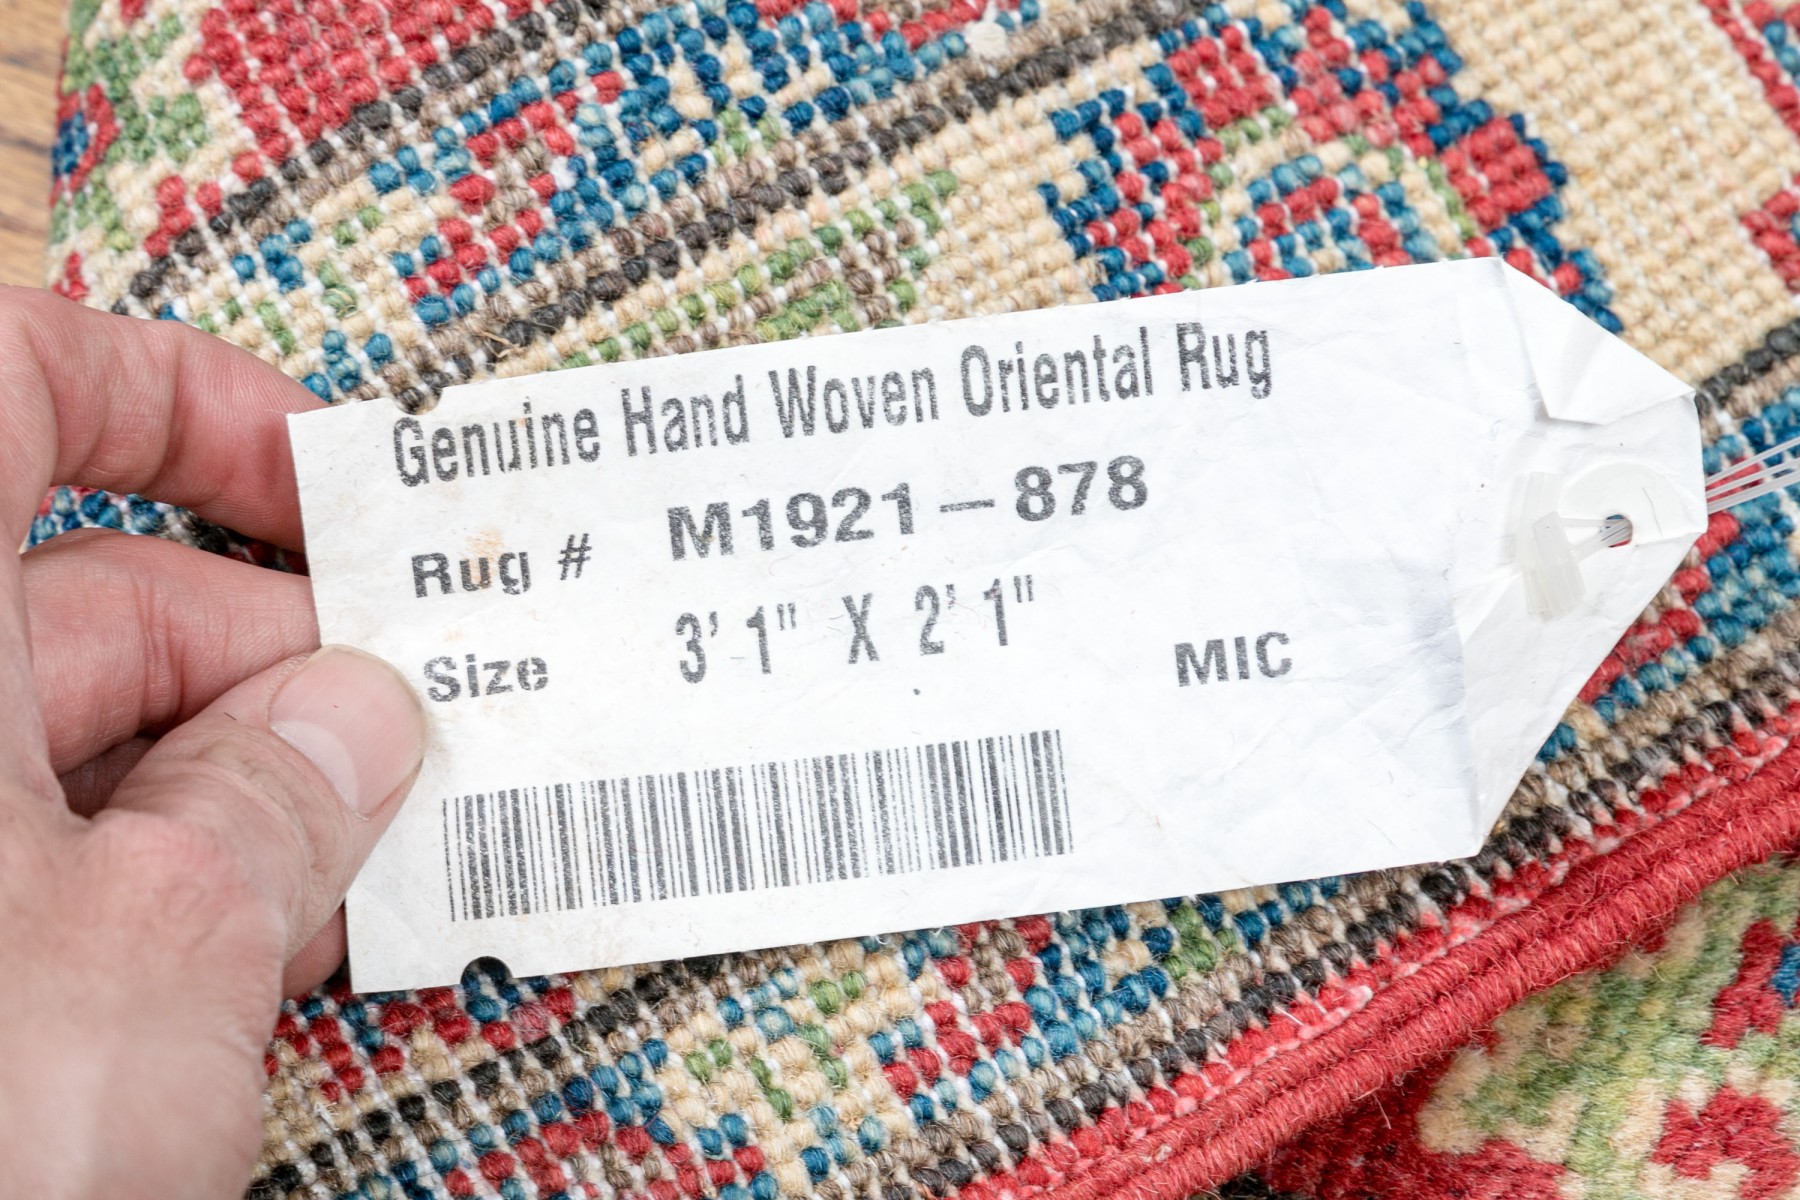 Genuine Hand Woven Oriental Rug
Rug # M1921-878
Size 3' 1" X 2' 1"
MIC